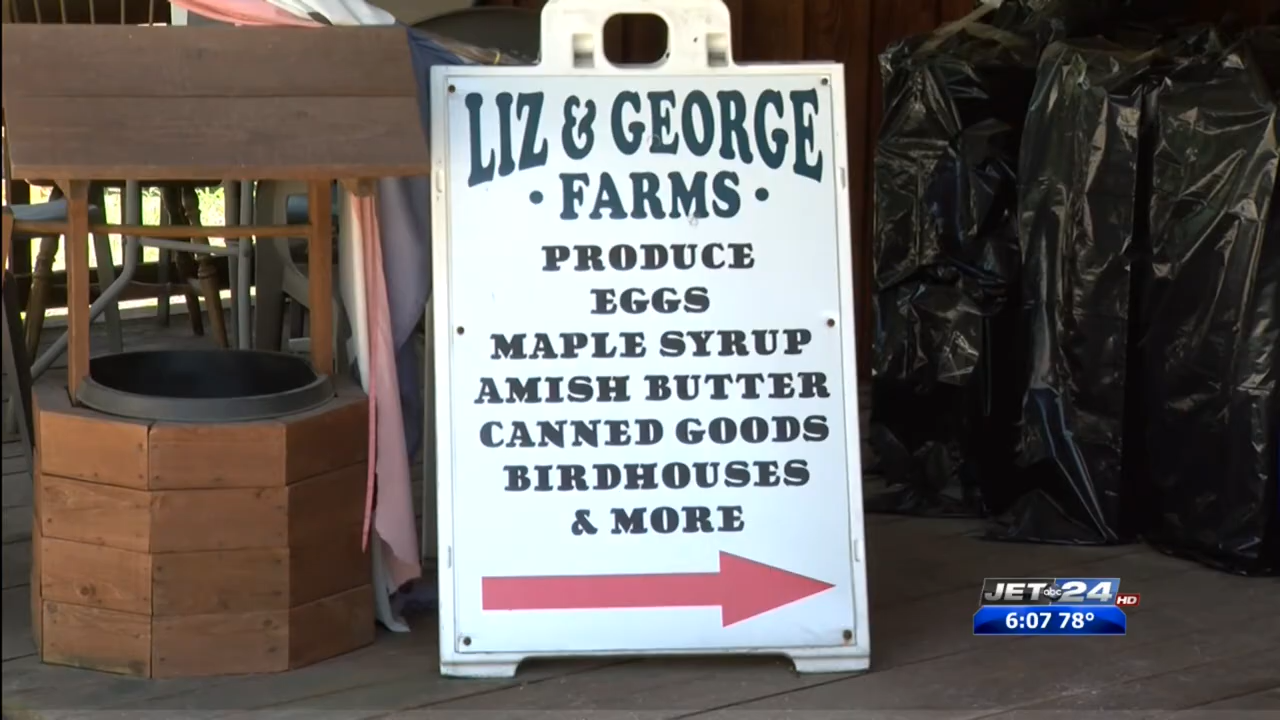 LIZ & GEORGE
• FARMS •
PRODUCE
EGGS
MAPLE SYRUP
AMISH BUTTER
CANNED GOODS
BIRDHOUSES
& MORE
JET abc 24 HD
6:07 78°